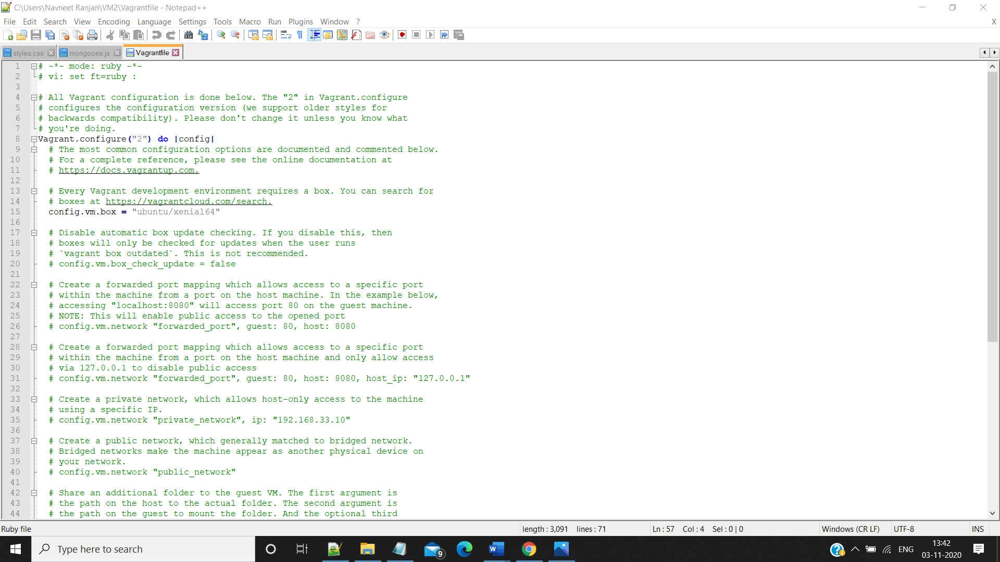 C:\Users\Navneet Ranjan\VM2\Vagrantfile - Notepad++
File Edit Search View Encoding Language Settings Tools Macro Run Plugins Window ? X
styles.css mongoose.js Vagrantfile
1 # -*- mode: ruby -*-
2 # vi: set ft=ruby :
3
4 # All Vagrant configuration is done below. The "2" in Vagrant.configure
5 # configures the configuration version (we support older styles for
6 # backwards compatibility). Please don't change it unless you know what
7 # you're doing.
8 Vagrant.configure("2") do |config|
9 # The most common configuration options are documented and commented below.
10 # For a complete reference, please see the online documentation at
11 # https://docs.vagrantup.com.
12
13 # Every Vagrant development environment requires a box. You can search for
14 # boxes at https://vagrantcloud.com/search.
15 config.vm.box = "ubuntu/xenial64"
16
17 # Disable automatic box update checking. If you disable this, then
18 # boxes will only be checked for updates when the user runs
19 # `vagrant box outdated`. This is not recommended.
20 # config.vm.box_check_update = false
21
22 # Create a forwarded port mapping which allows access to a specific port
23 # within the machine from a port on the host machine. In the example below,
24 # accessing "localhost:8080" will access port 80 on the guest machine.
25 # NOTE: This will enable public access to the opened port
26 # config.vm.network "forwarded_port", guest: 80, host: 8080
27
28 # Create a forwarded port mapping which allows access to a specific port
29 # within the machine from a port on the host machine and only allow access
30 # via 127.0.0.1 to disable public access
31 # config.vm.network "forwarded_port", guest: 80, host: 8080, host_ip: "127.0.0.1"
32
33 # Create a private network, which allows host-only access to the machine
34 # using a specific IP.
35 # config.vm.network "private_network", ip: "192.168.33.10"
36
37 # Create a public network, which generally matched to bridged network.
38 # Bridged networks make the machine appear as another physical device on
39 # your network.
40 # config.vm.network "public_network"
41
42 # Share an additional folder to the guest VM. The first argument is
43 # the path on the host to the actual folder. The second argument is
44 # the path on the guest to mount the folder. And the optional third
Ruby file length : 3,091 lines : 71 Ln : 57 Col : 4 Sel : 0 | 0 Windows (CR LF) UTF-8 INS
Type here to search 9 ENG 13:42
03-11-2020